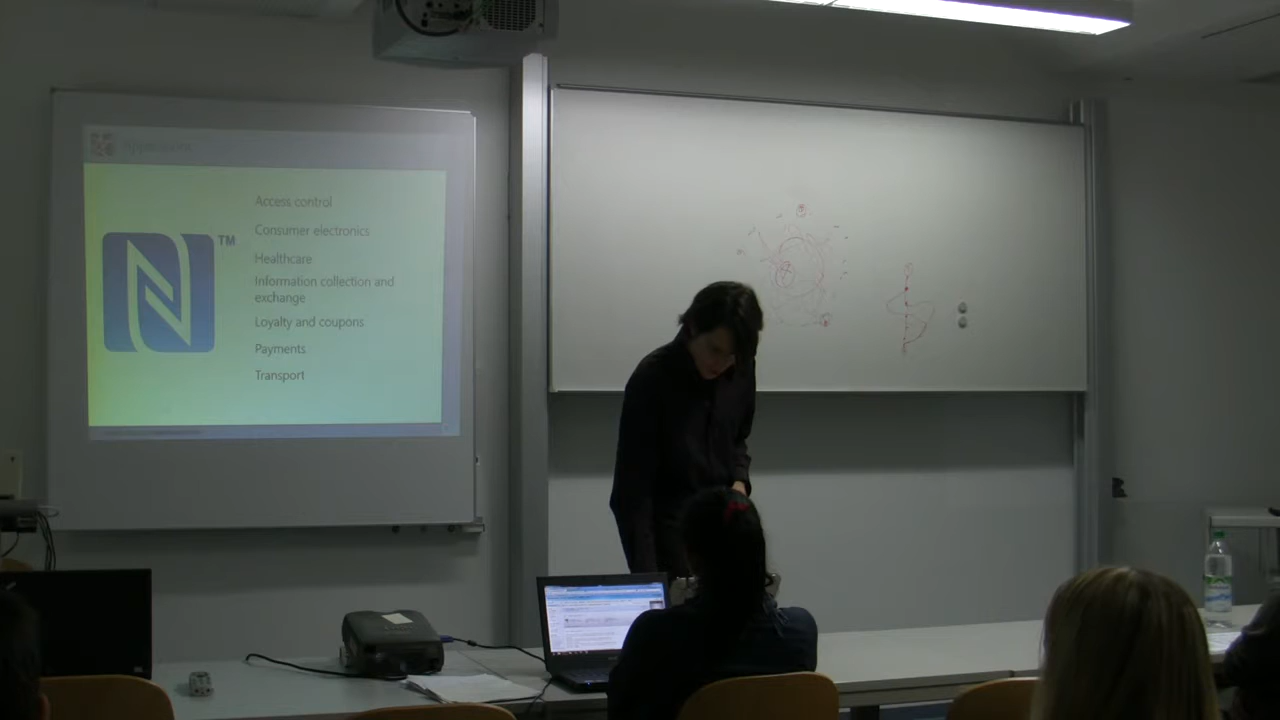 Access control
Consumer electronics
Healthcare
Information collection and
exchange
Loyalty and coupons
Payments
Transport
N TM